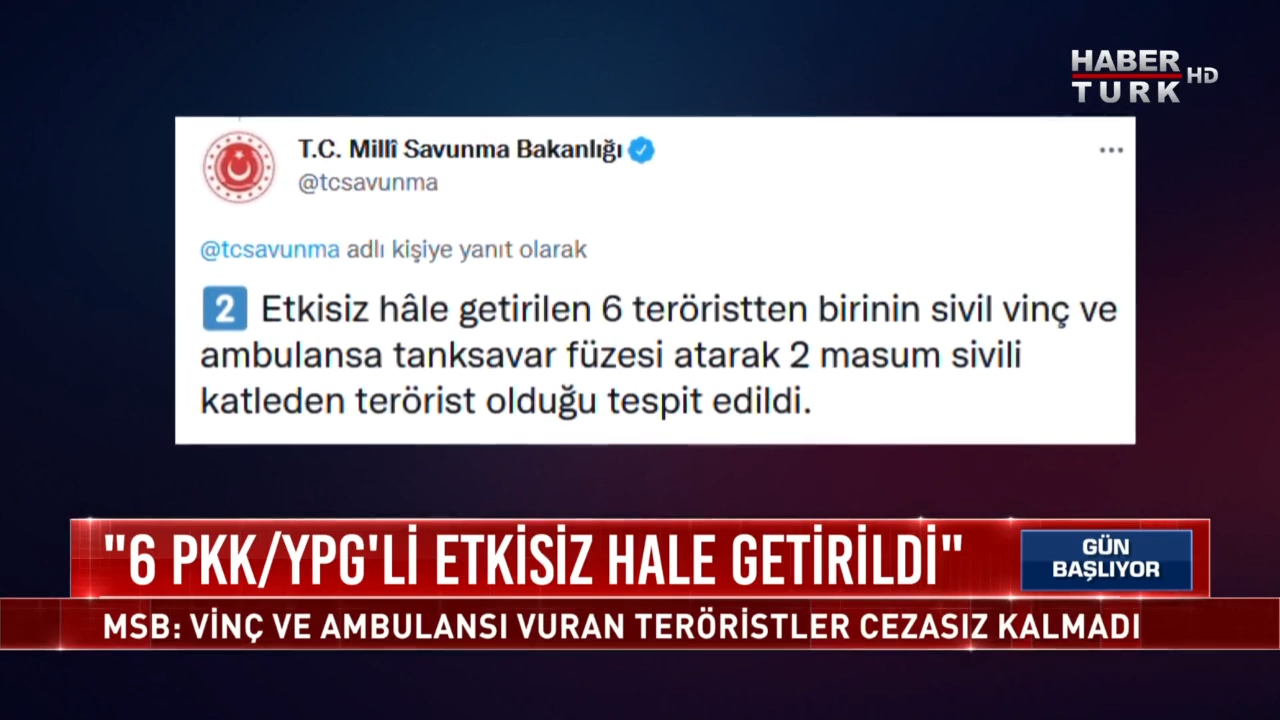 HABER
TURK HD
T.C. Millî Savunma Bakanlığı
@tcsavunma
@tcsavunma adlı kişiye yanıt olarak
2 Etkisiz hâle getirilen 6 teröristten birinin sivil vinç ve
ambulansa tanksavar füzesi atarak 2 masum sivili
katleden terörist olduğu tespit edildi.
"6 PKK/YPG'Lİ ETKİSİZ HALE GETİRİLDİ"
GÜN
BAŞLIYOR
MSB: VİNÇ VE AMBULANSI VURAN TERÖRİSTLER CEZASIZ KALMADI